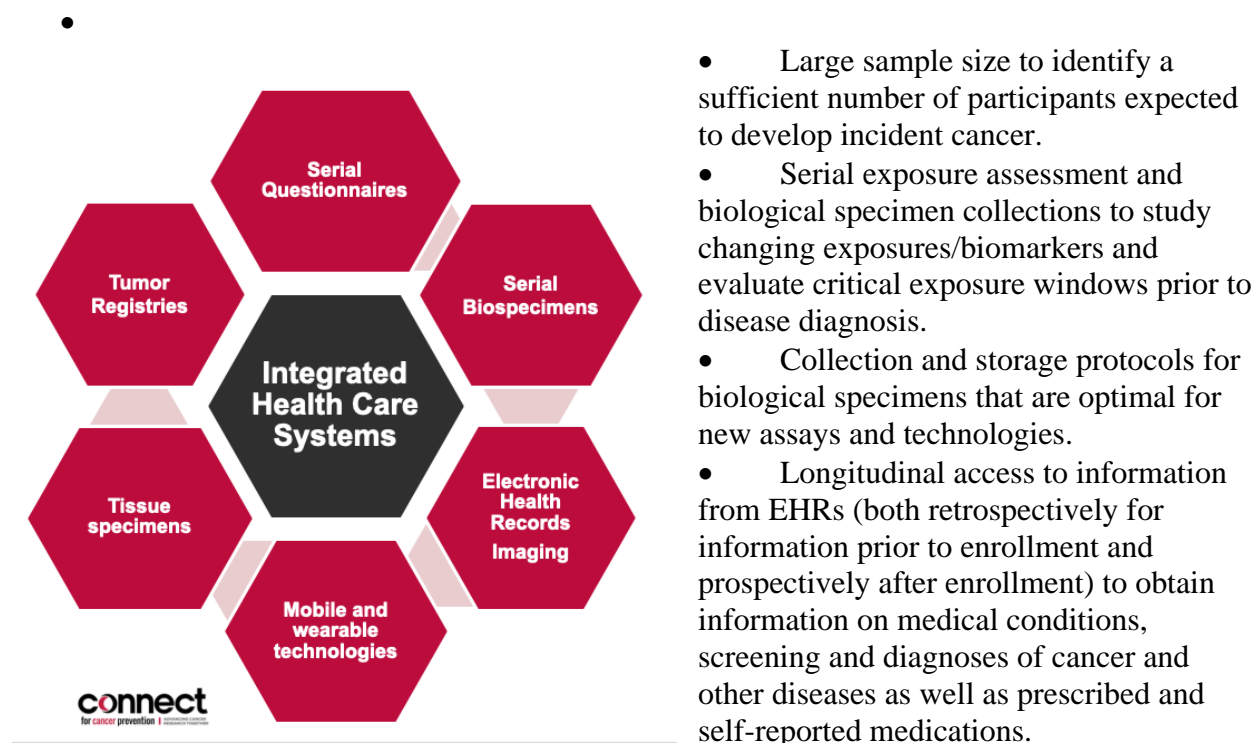 •
Serial
Questionnaires
Tumor
Registries
Serial
Biospecimens
Integrated
Health Care
Systems
Tissue
specimens
Electronic
Health
Records
Imaging
Mobile and
wearable
technologies
connect
for cancer prevention | ADVANCING CANCER
RESEARCH TOGETHER
• Large sample size to identify a
sufficient number of participants expected
to develop incident cancer.
• Serial exposure assessment and
biological specimen collections to study
changing exposures/biomarkers and
evaluate critical exposure windows prior to
disease diagnosis.
• Collection and storage protocols for
biological specimens that are optimal for
new assays and technologies.
• Longitudinal access to information
from EHRs (both retrospectively for
information prior to enrollment and
prospectively after enrollment) to obtain
information on medical conditions,
screening and diagnoses of cancer and
other diseases as well as prescribed and
self-reported medications.